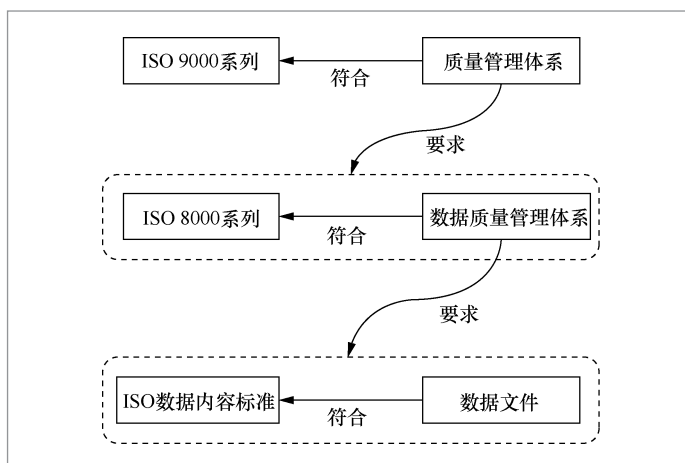 ISO 9000系列
质量管理体系
符合
要求
ISO 8000系列
数据质量管理体系
符合
要求
ISO数据内容标准
数据文件
符合